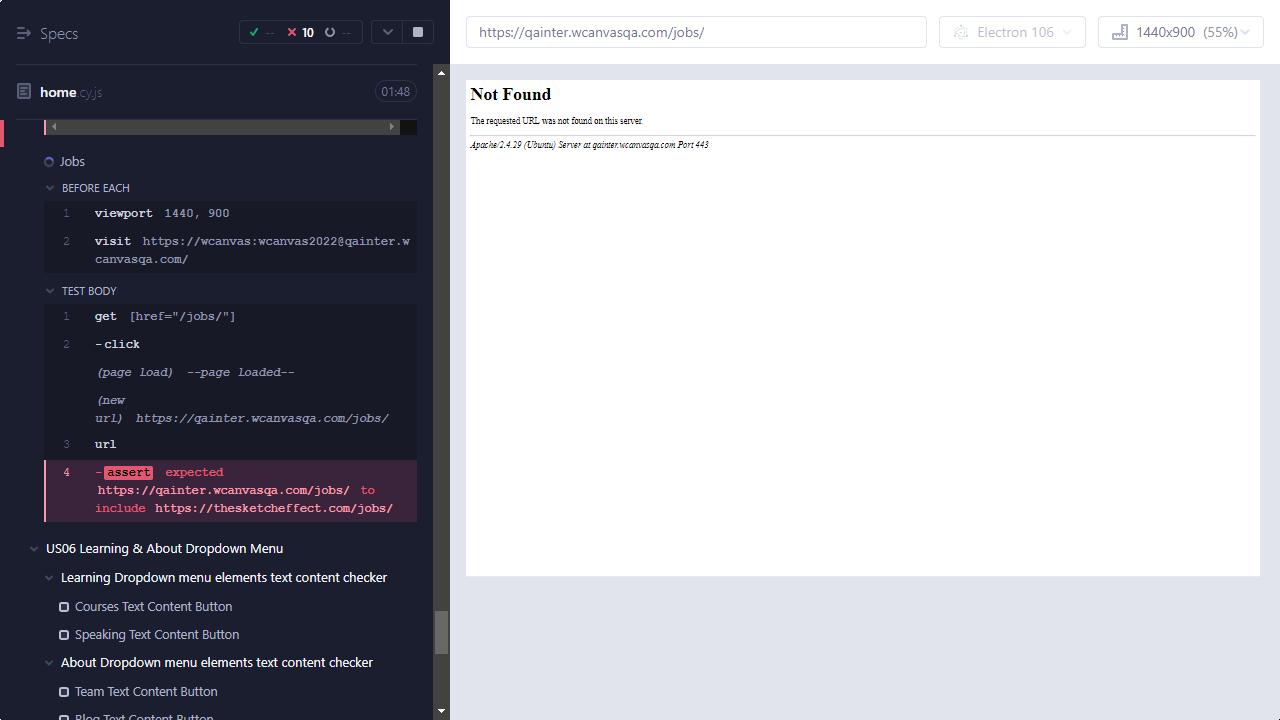 Specs
-- 10 --
home.cy.js
01:48
Jobs
BEFORE EACH
1 viewport 1440, 900
2 visit https://wcanvas:wcanvas2022@qainter.w
canvasqa.com/
TEST BODY
1 get [href="/jobs/"]
2 -click
(page load) --page loaded--
(new
url) https://qainter.wcanvasqa.com/jobs/
3 url
4 -assert expected
https://qainter.wcanvasqa.com/jobs/ to
include https://thesketcheffect.com/jobs/
US06 Learning & About Dropdown Menu
Learning Dropdown menu elements text content checker
Courses Text Content Button
Speaking Text Content Button
About Dropdown menu elements text content checker
Team Text Content Button
Blog Text Content Button
https://qainter.wcanvasqa.com/jobs/
Electron 106
1440x900 (55%)
Not Found
The requested URL was not found on this server.
Apache/2.4.29 (Ubuntu) Server at qainter.wcanvasqa.com Port 443